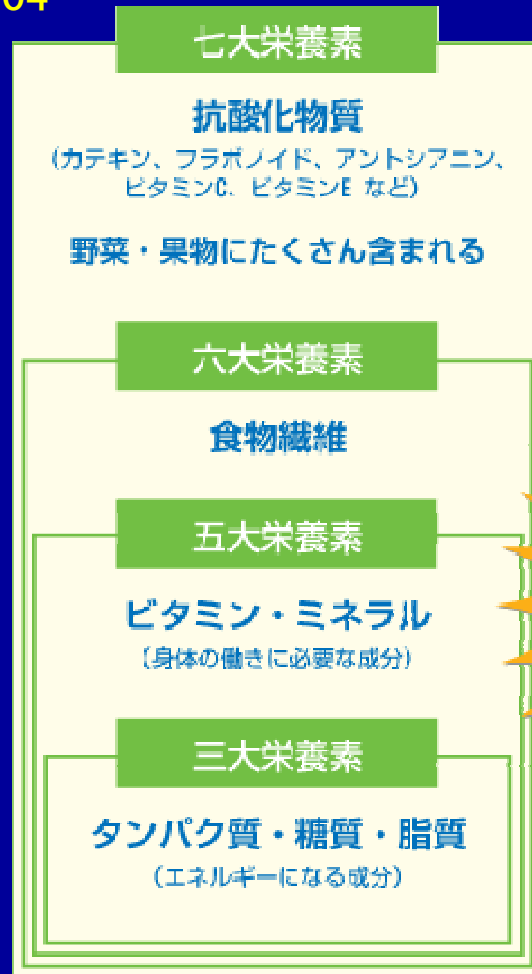 04
七大栄養素
抗酸化物質
(カテキン、フラボノイド、アントシアニン、
ビタミンC、ビタミンE など)
野菜・果物にたくさん含まれる
六大栄養素
食物繊維
五大栄養素
ビタミン・ミネラル
(身体の働きに必要な成分)
三大栄養素
タンパク質・糖質・脂質
(エネルギーになる成分)